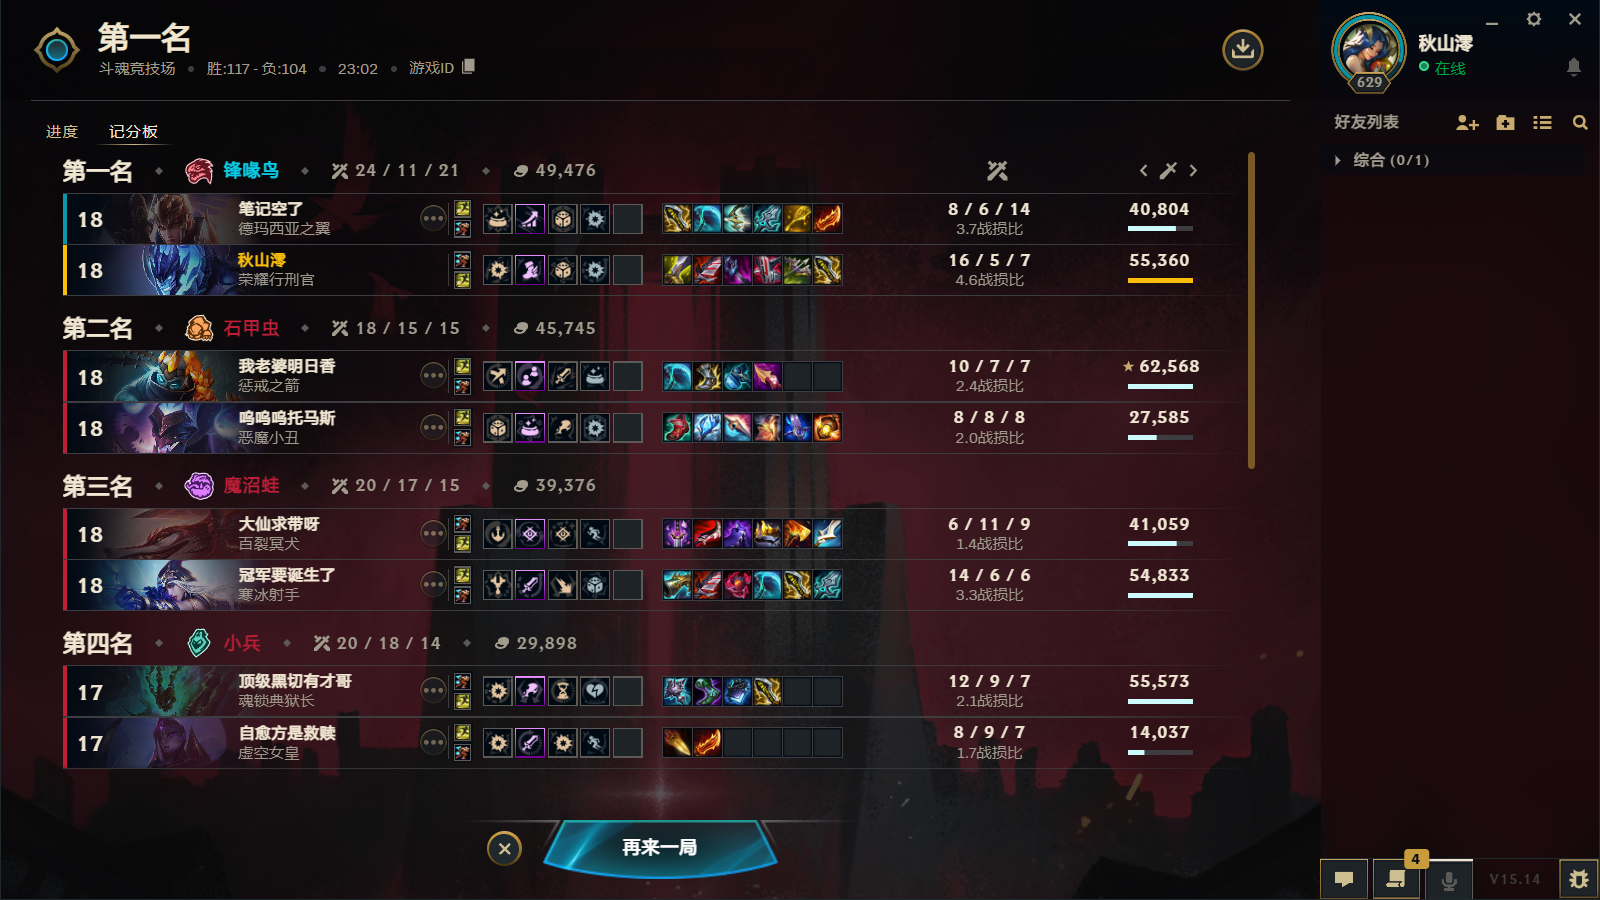 第一名
斗魂竞技场 • 胜:117 - 负:104 • 23:02 • 游戏ID
进度 记分板
第一名 锋喙鸟 24 / 11 / 21 49,476
18 笔记空了 德玛西亚之翼 8 / 6 / 14 3.7战损比 40,804
18 秋山澪 荣耀行刑官 16 / 5 / 7 4.6战损比 55,360
第二名 石甲虫 18 / 15 / 15 45,745
18 我老婆明日香 惩戒之箭 10 / 7 / 7 2.4战损比 62,568
18 呜呜呜托马斯 恶魔小丑 8 / 8 / 8 2.0战损比 27,585
第三名 魔沼蛙 20 / 17 / 15 39,376
18 大仙求带呀 百裂冥犬 6 / 11 / 9 1.4战损比 41,059
18 冠军要诞生了 寒冰射手 14 / 6 / 6 3.3战损比 54,833
第四名 小兵 20 / 18 / 14 29,898
17 顶级黑切有才哥 魂锁典狱长 12 / 9 / 7 2.1战损比 55,573
17 自愈方是救赎 虚空女皇 8 / 9 / 7 1.7战损比 14,037
再来一局
秋山澪
629 在线
好友列表
综合 (0/1)
4
V15.14